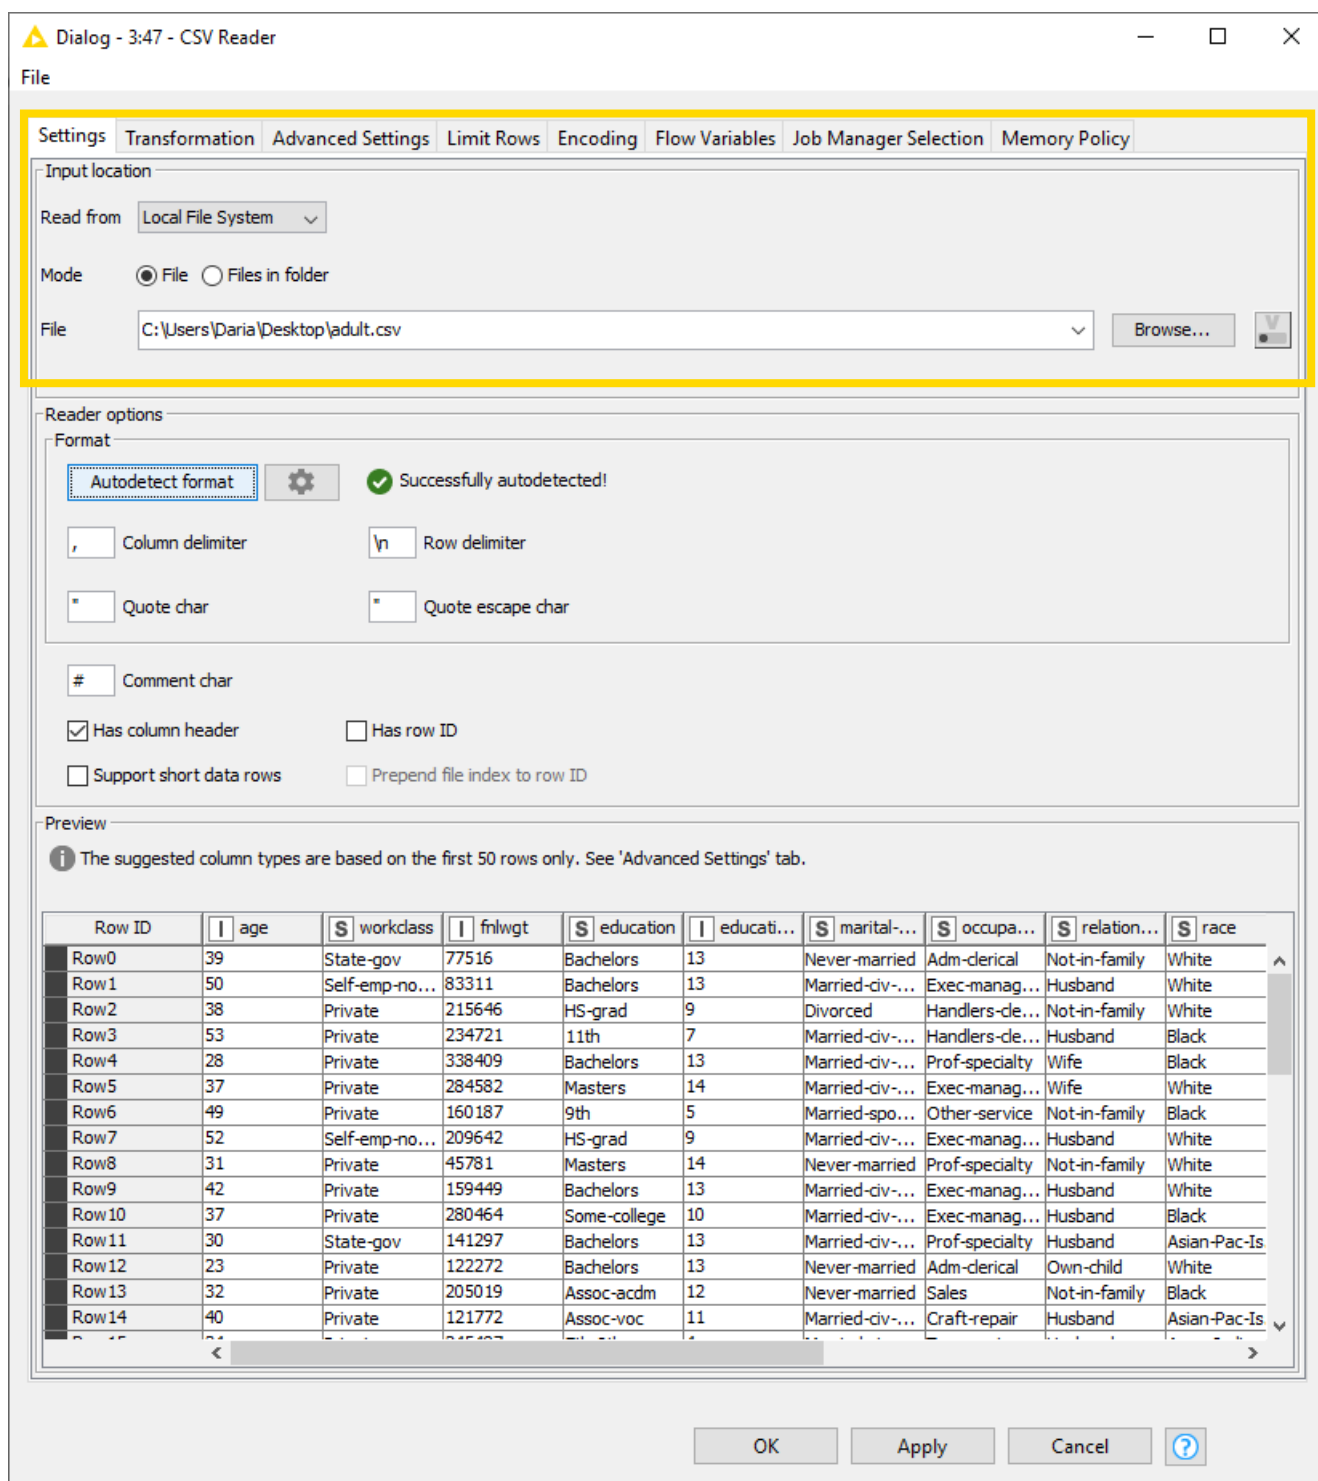 Dialog - 3:47 - CSV Reader
File
Settings Transformation Advanced Settings Limit Rows Encoding Flow Variables Job Manager Selection Memory Policy
Input location
Read from Local File System
Mode File Files in folder
File C:\Users\Daria\Desktop\adult.csv Browse...
V
Reader options
Format
Autodetect format Successfully autodetected!
, Column delimiter \n Row delimiter
" Quote char " Quote escape char
# Comment char
Has column header Has row ID
Support short data rows Prepend file index to row ID
Preview
i The suggested column types are based on the first 50 rows only. See 'Advanced Settings' tab.
Row ID I age S workclass I fnlwgt S education I educati... S marital-... S occupa... S relation... S race
Row0 39 State-gov 77516 Bachelors 13 Never-married Adm-clerical Not-in-family White
Row1 50 Self-emp-no... 83311 Bachelors 13 Married-civ-... Exec-manag... Husband White
Row2 38 Private 215646 HS-grad 9 Divorced Handlers-cle... Not-in-family White
Row3 53 Private 234721 11th 7 Married-civ-... Handlers-cle... Husband Black
Row4 28 Private 338409 Bachelors 13 Married-civ-... Prof-specialty Wife Black
Row5 37 Private 284582 Masters 14 Married-civ-... Exec-manag... Wife White
Row6 49 Private 160187 9th 5 Married-spo... Other-service Not-in-family Black
Row7 52 Self-emp-no... 209642 HS-grad 9 Married-civ-... Exec-manag... Husband White
Row8 31 Private 45781 Masters 14 Never-married Prof-specialty Not-in-family White
Row9 42 Private 159449 Bachelors 13 Married-civ-... Exec-manag... Husband White
Row10 37 Private 280464 Some-college 10 Married-civ-... Exec-manag... Husband Black
Row11 30 State-gov 141297 Bachelors 13 Married-civ-... Prof-specialty Husband Asian-Pac-Is
Row12 23 Private 122272 Bachelors 13 Never-married Adm-clerical Own-child White
Row13 32 Private 205019 Assoc-acdm 12 Never-married Sales Not-in-family Black
Row14 40 Private 121772 Assoc-voc 11 Married-civ-... Craft-repair Husband Asian-Pac-Is
OK Apply Cancel ?